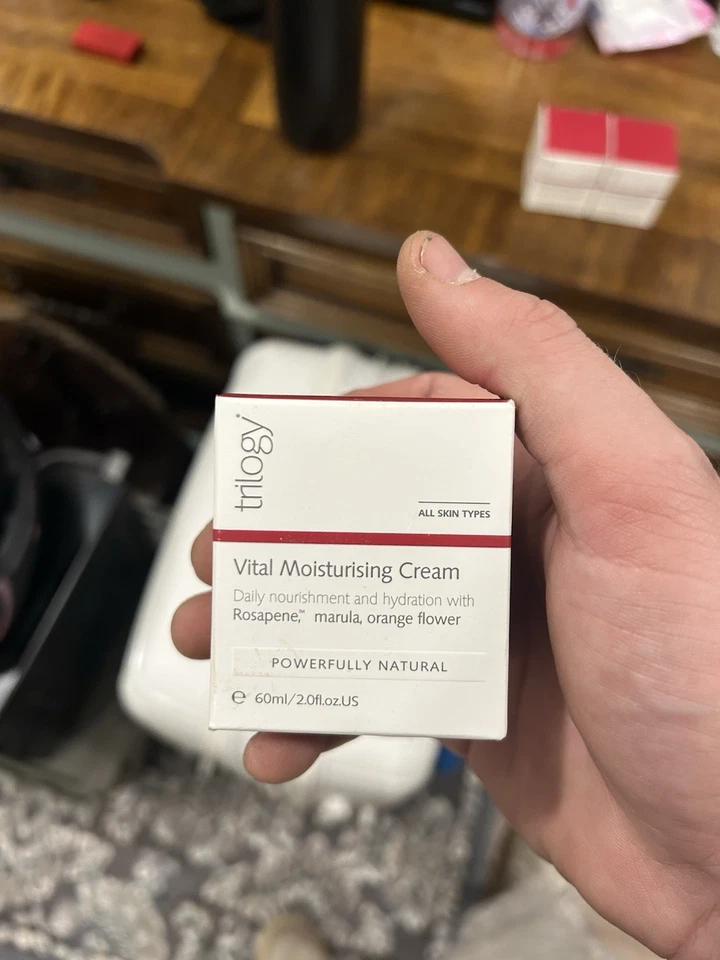 trilogy
ALL SKIN TYPES
Vital Moisturising Cream
Daily nourishment and hydration with
Rosapene,™ marula, orange flower
POWERFULLY NATURAL
℮ 60ml/2.0fl.oz.US